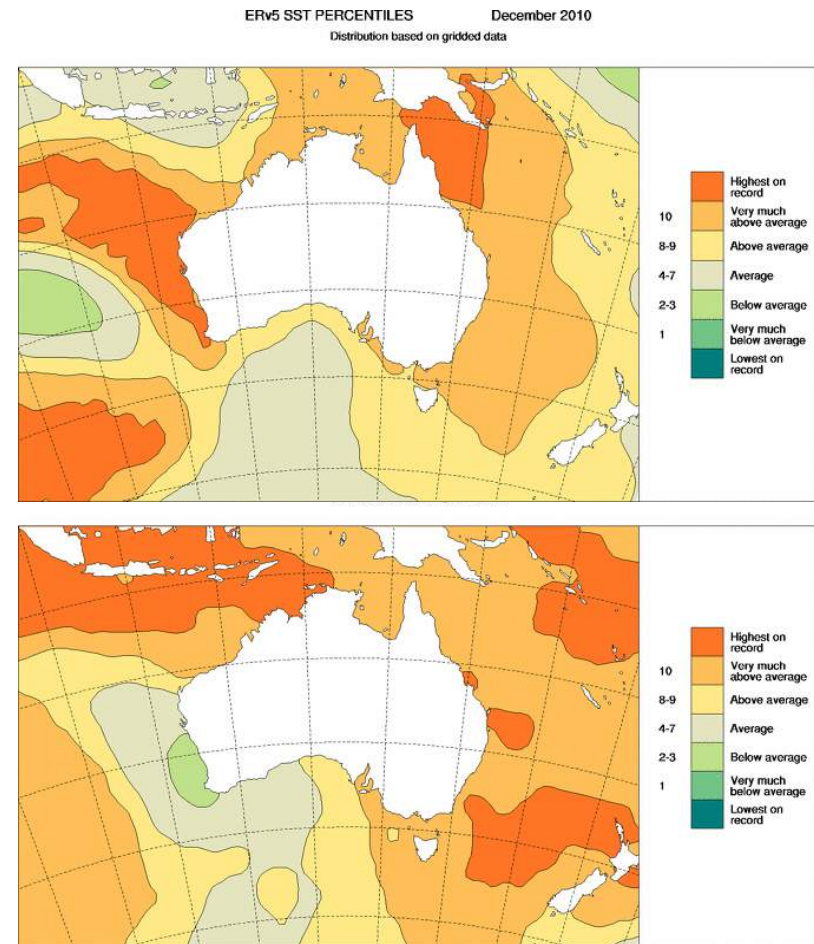 ERv5 SST PERCENTILES December 2010
Distribution based on gridded data
Highest on
record
10 Very much
above average
8-9 Above average
4-7 Average
2-3 Below average
1 Very much
below average
Lowest on
record
Highest on
record
10 Very much
above average
8-9 Above average
4-7 Average
2-3 Below average
1 Very much
below average
Lowest on
record